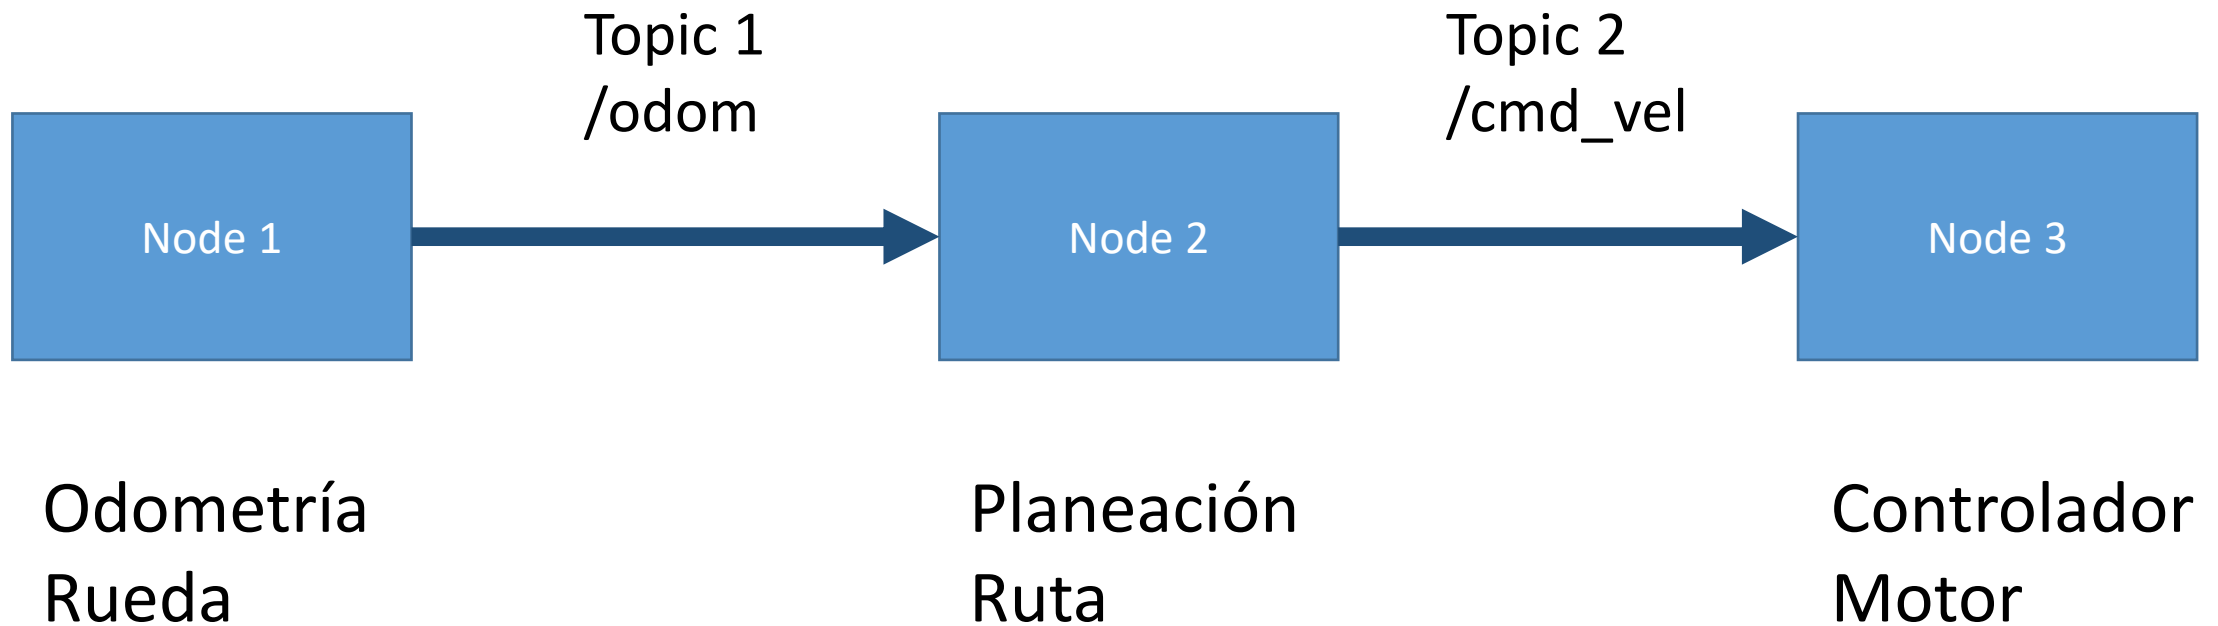 Topic 1
/odom
Topic 2
/cmd_vel
Node 1
Node 2
Node 3
Odometría
Rueda
Planeación
Ruta
Controlador
Motor